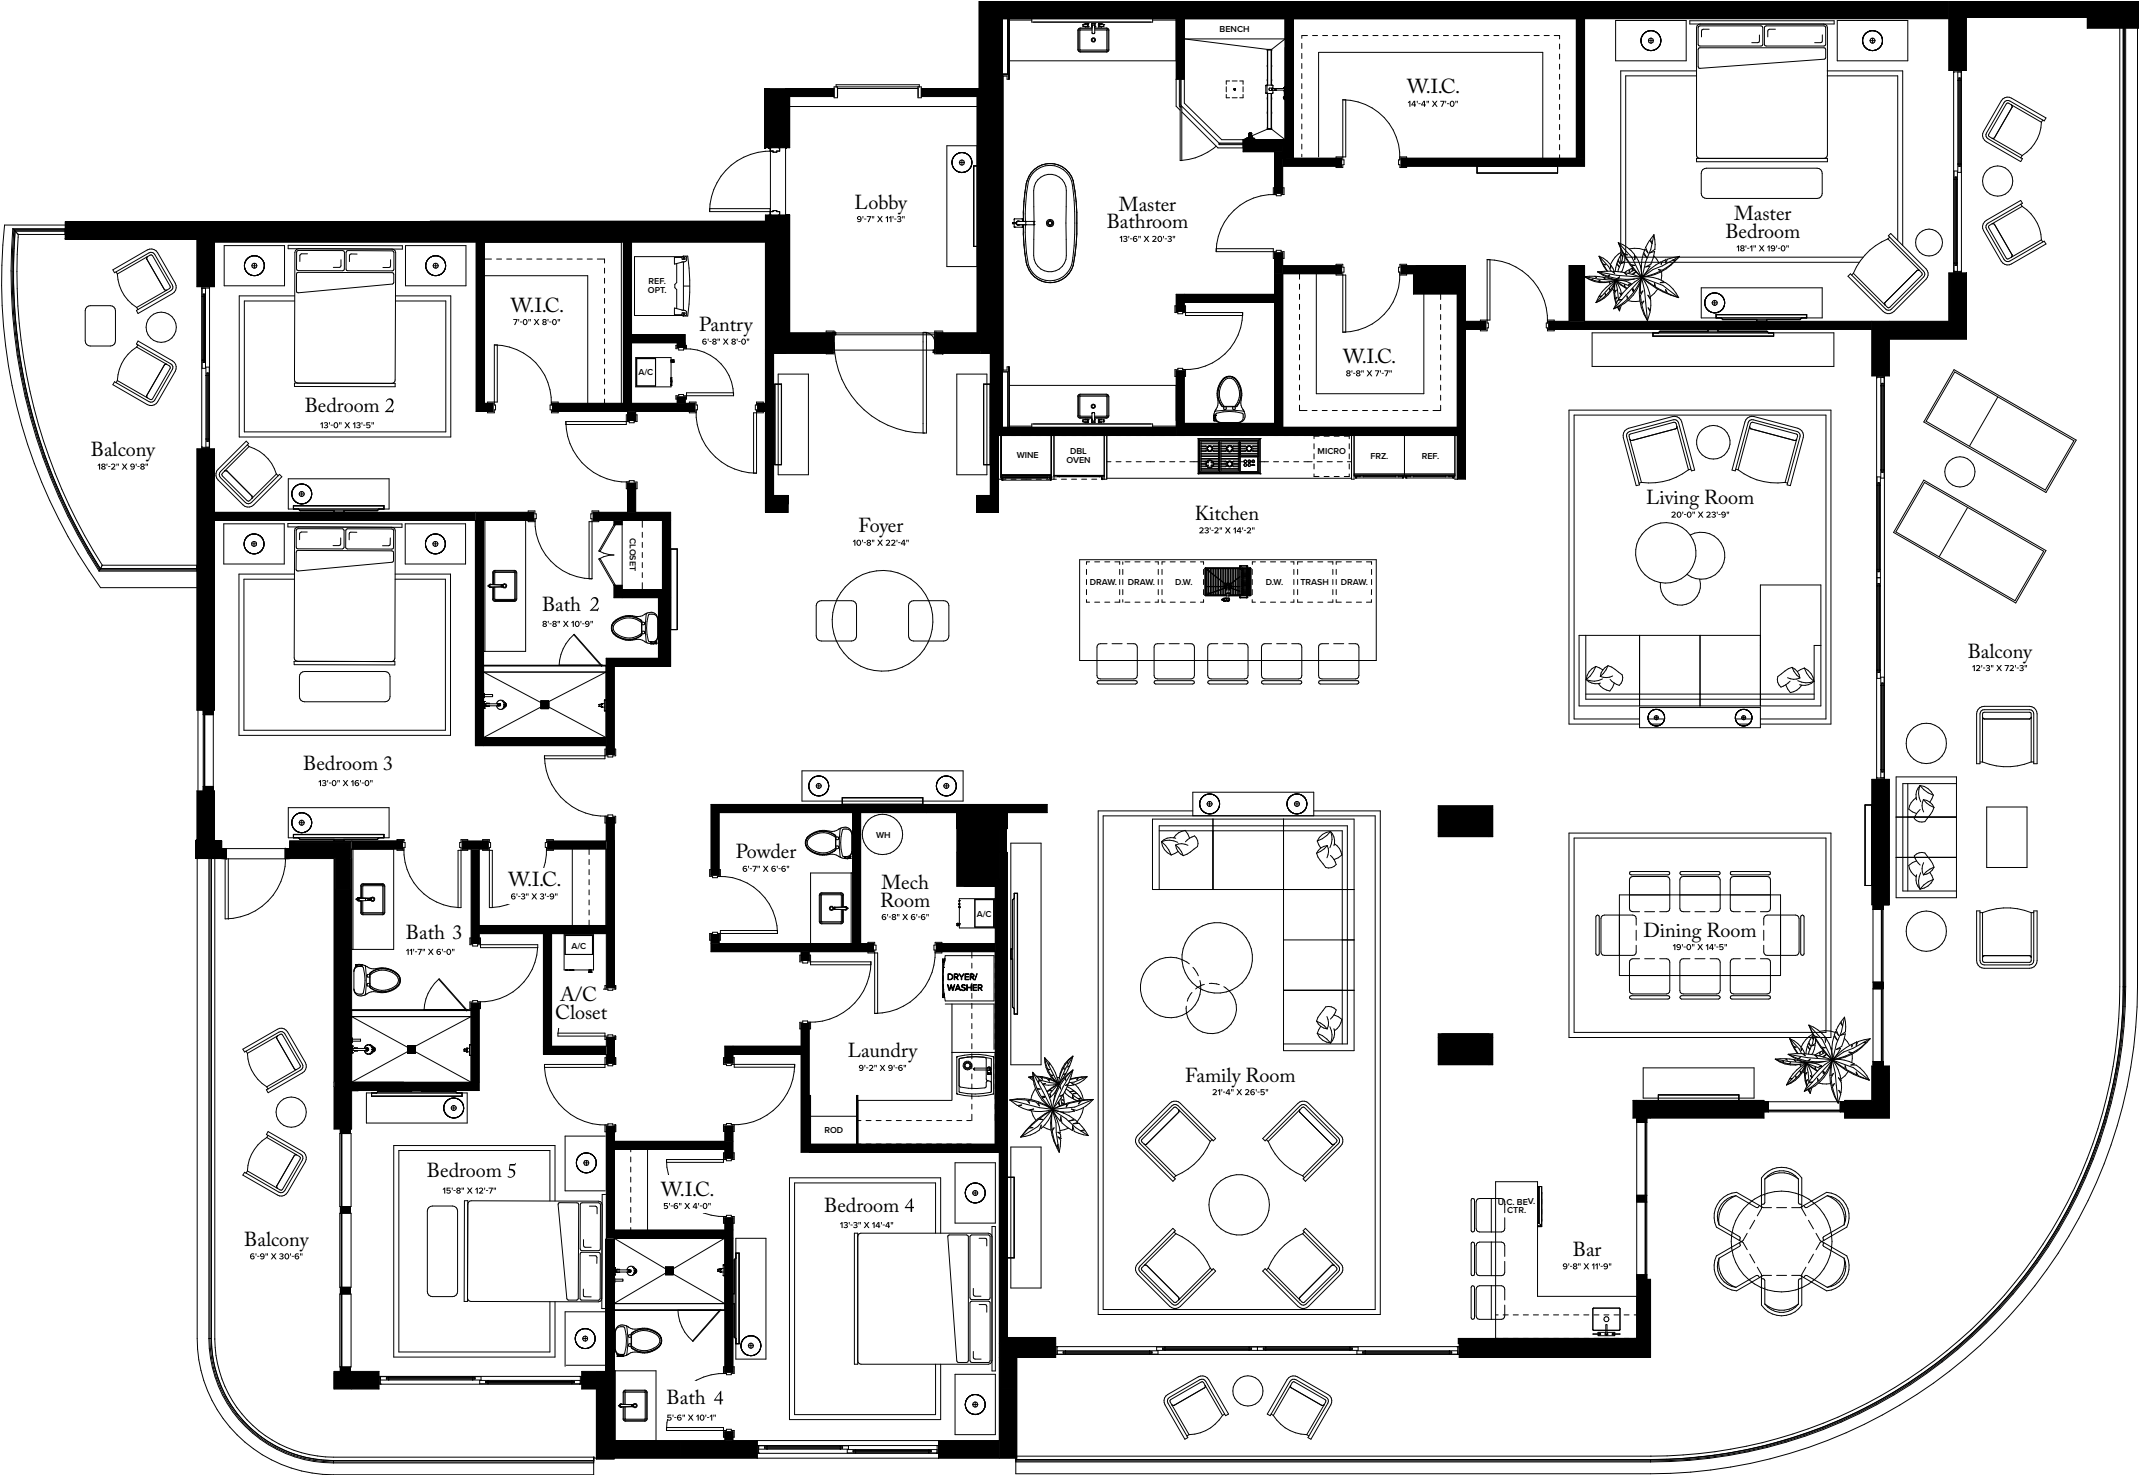 BENCH
W.I.C.
14'-4" X 7'-0"
Lobby
9'-7" X 11'-3"
Master
Bathroom
13'-6" X 20'-3"
Master
Bedroom
18'-1" X 19'-0"
REF.
OPT.
W.I.C.
7'-0" X 8'-0"
Pantry
6'-8" X 8'-0"
A/C
W.I.C.
8'-8" X 7'-7"
Bedroom 2
13'-0" X 13'-5"
Balcony
18'-2" X 9'-8"
WINE
DBL
OVEN
MICRO
FRZ.
REF.
Living Room
20'-0" X 23'-9"
Foyer
10'-8" X 22'-4"
Kitchen
23'-2" X 14'-2"
CLOSET
DRAW.
DRAW.
D.W.
D.W.
TRASH
DRAW.
Bath 2
8'-8" X 10'-9"
Balcony
12'-3" X 72'-3"
Bedroom 3
13'-0" X 16'-0"
WH
Powder
6'-7" X 6'-6"
Mech
Room
6'-8" X 6'-6"
A/C
W.I.C.
6'-3" X 3'-9"
Bath 3
11'-7" X 6'-0"
A/C
A/C
Closet
Dining Room
19'-0" X 14'-5"
DRYER/
WASHER
Laundry
9'-2" X 9'-6"
ROD
Family Room
21'-4" X 26'-5"
Bedroom 5
15'-8" X 12'-7"
W.I.C.
5'-6" X 4'-0"
Bedroom 4
13'-3" X 14'-4"
U.C. BEV.
CTR.
Balcony
6'-9" X 30'-6"
Bar
9'-8" X 11'-9"
Bath 4
5'-6" X 10'-1"